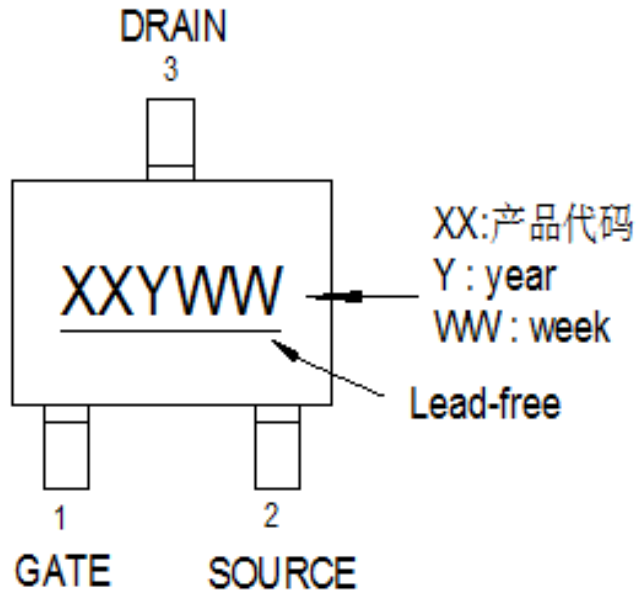 DRAIN
3
XXYWW
XX:产品代码
Y : year
WW : week
Lead-free
1
2
GATE
SOURCE